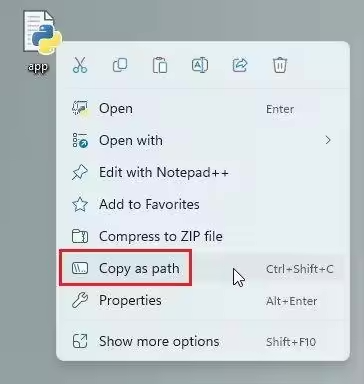 app
Open Enter
Open with
Edit with Notepad++
Add to Favorites
Compress to ZIP file
Copy as path Ctrl+Shift+C
Properties Alt+Enter
Show more options Shift+F10